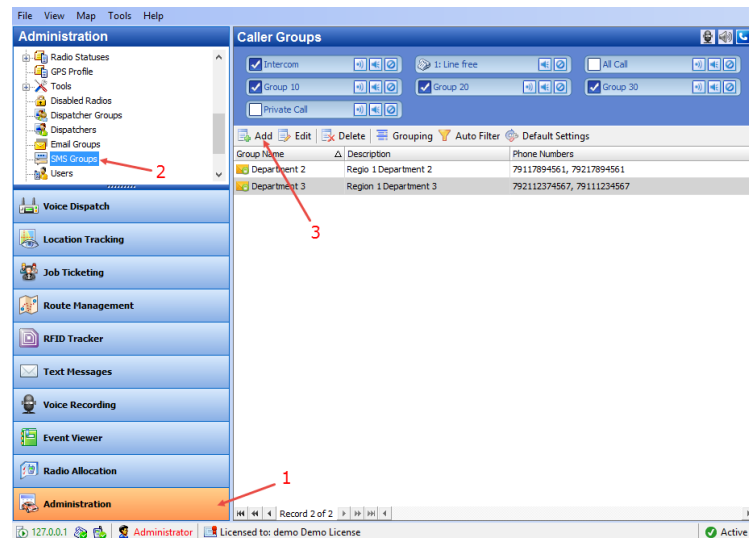 File View Map Tools Help
Administration
Caller Groups
Radio Statuses
GPS Profile
Tools
Disabled Radios
Dispatcher Groups
Dispatchers
Email Groups
SMS Groups
Users
2
Intercom
1: Line free
All Call
Group 10
Group 20
Group 30
Private Call
Add Edit Delete Grouping Auto Filter Default Settings
Group Name Description Phone Numbers
Department 2 Regio 1 Department 2 79117894561, 79217894561
Department 3 Region 1 Department 3 792112374567, 79111234567
3
Voice Dispatch
Location Tracking
Job Ticketing
Route Management
RFID Tracker
Text Messages
Voice Recording
Event Viewer
Radio Allocation
1
Administration
Record 2 of 2
127.0.0.1 Administrator Licensed to: demo Demo License Active